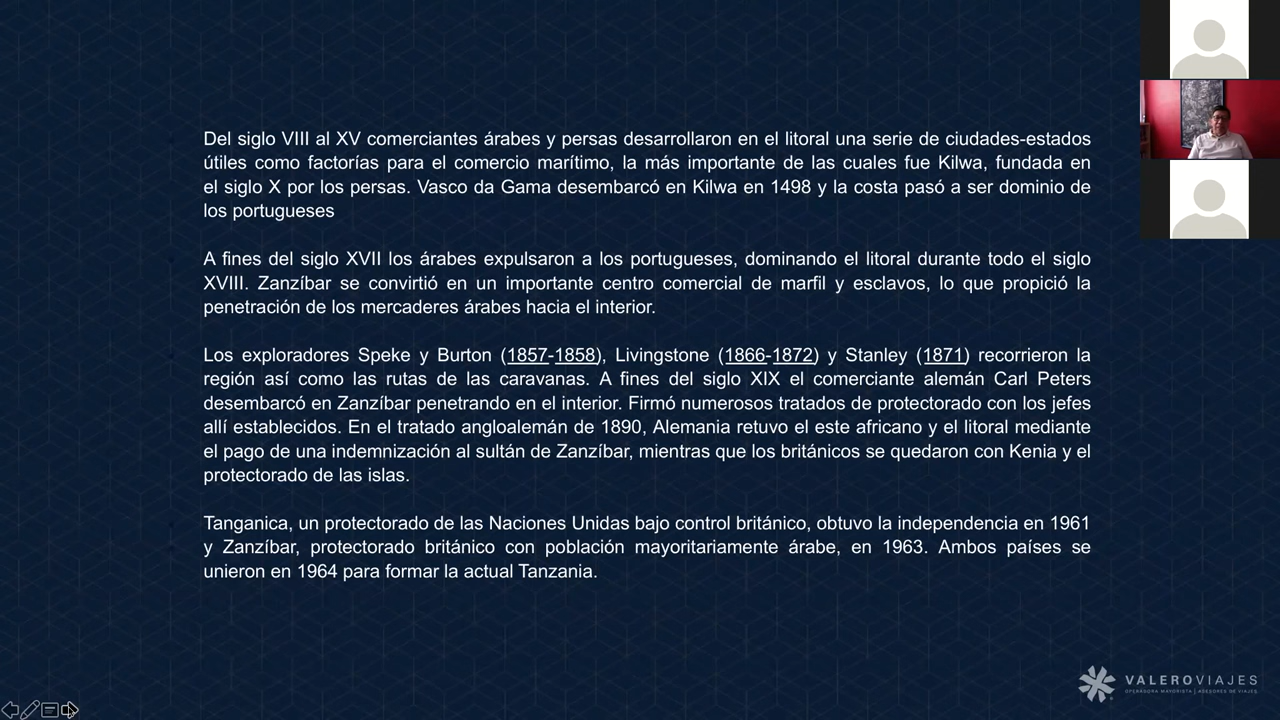 Del siglo VIII al XV comerciantes árabes y persas desarrollaron en el litoral una serie de ciudades-estados
útiles como factorías para el comercio marítimo, la más importante de las cuales fue Kilwa, fundada en
el siglo X por los persas. Vasco da Gama desembarcó en Kilwa en 1498 y la costa pasó a ser dominio de
los portugueses
A fines del siglo XVII los árabes expulsaron a los portugueses, dominando el litoral durante todo el siglo
XVIII. Zanzíbar se convirtió en un importante centro comercial de marfil y esclavos, lo que propició la
penetración de los mercaderes árabes hacia el interior.
Los exploradores Speke y Burton (1857-1858), Livingstone (1866-1872) y Stanley (1871) recorrieron la
región así como las rutas de las caravanas. A fines del siglo XIX el comerciante alemán Carl Peters
desembarcó en Zanzíbar penetrando en el interior. Firmó numerosos tratados de protectorado con los jefes
allí establecidos. En el tratado angloalemán de 1890, Alemania retuvo el este africano y el litoral mediante
el pago de una indemnización al sultán de Zanzíbar, mientras que los británicos se quedaron con Kenia y el
protectorado de las islas.
Tanganica, un protectorado de las Naciones Unidas bajo control británico, obtuvo la independencia en 1961
y Zanzíbar, protectorado británico con población mayoritariamente árabe, en 1963. Ambos países se
unieron en 1964 para formar la actual Tanzania.
VALEROVIAJES
OPERADORA MAYORISTA | ASESORES DE VIAJES